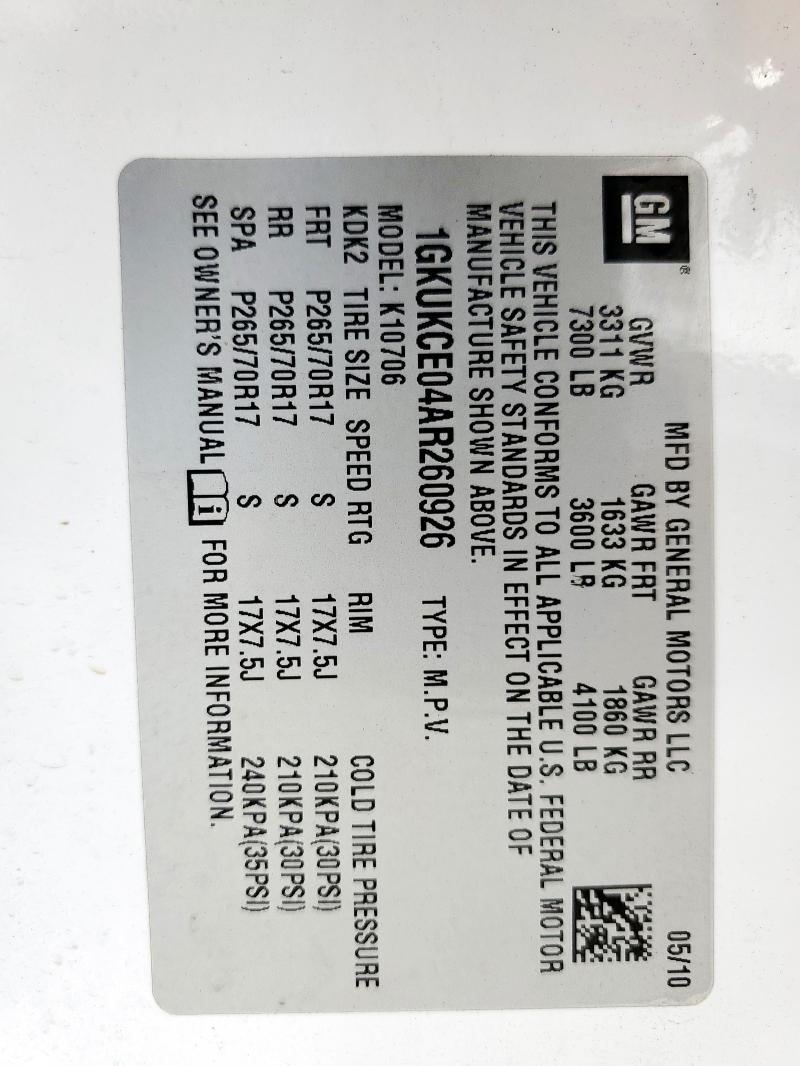 GM®
MFD BY GENERAL MOTORS LLC 05/10
GVWR GAWR FRT GAWR RR
3311 KG 1633 KG 1860 KG
7300 LB 3600 LB 4100 LB
THIS VEHICLE CONFORMS TO ALL APPLICABLE U.S. FEDERAL MOTOR
VEHICLE SAFETY STANDARDS IN EFFECT ON THE DATE OF
MANUFACTURE SHOWN ABOVE.
1GKUKCE04AR260926 TYPE: M.P.V.
MODEL: K10706
KDK2 TIRE SIZE SPEED RTG RIM COLD TIRE PRESSURE
FRT P265/70R17 S 17X7.5J 210KPA(30PSI)
RR P265/70R17 S 17X7.5J 210KPA(30PSI)
SPA P265/70R17 S 17X7.5J 240KPA(35PSI)
SEE OWNER'S MANUAL i FOR MORE INFORMATION.